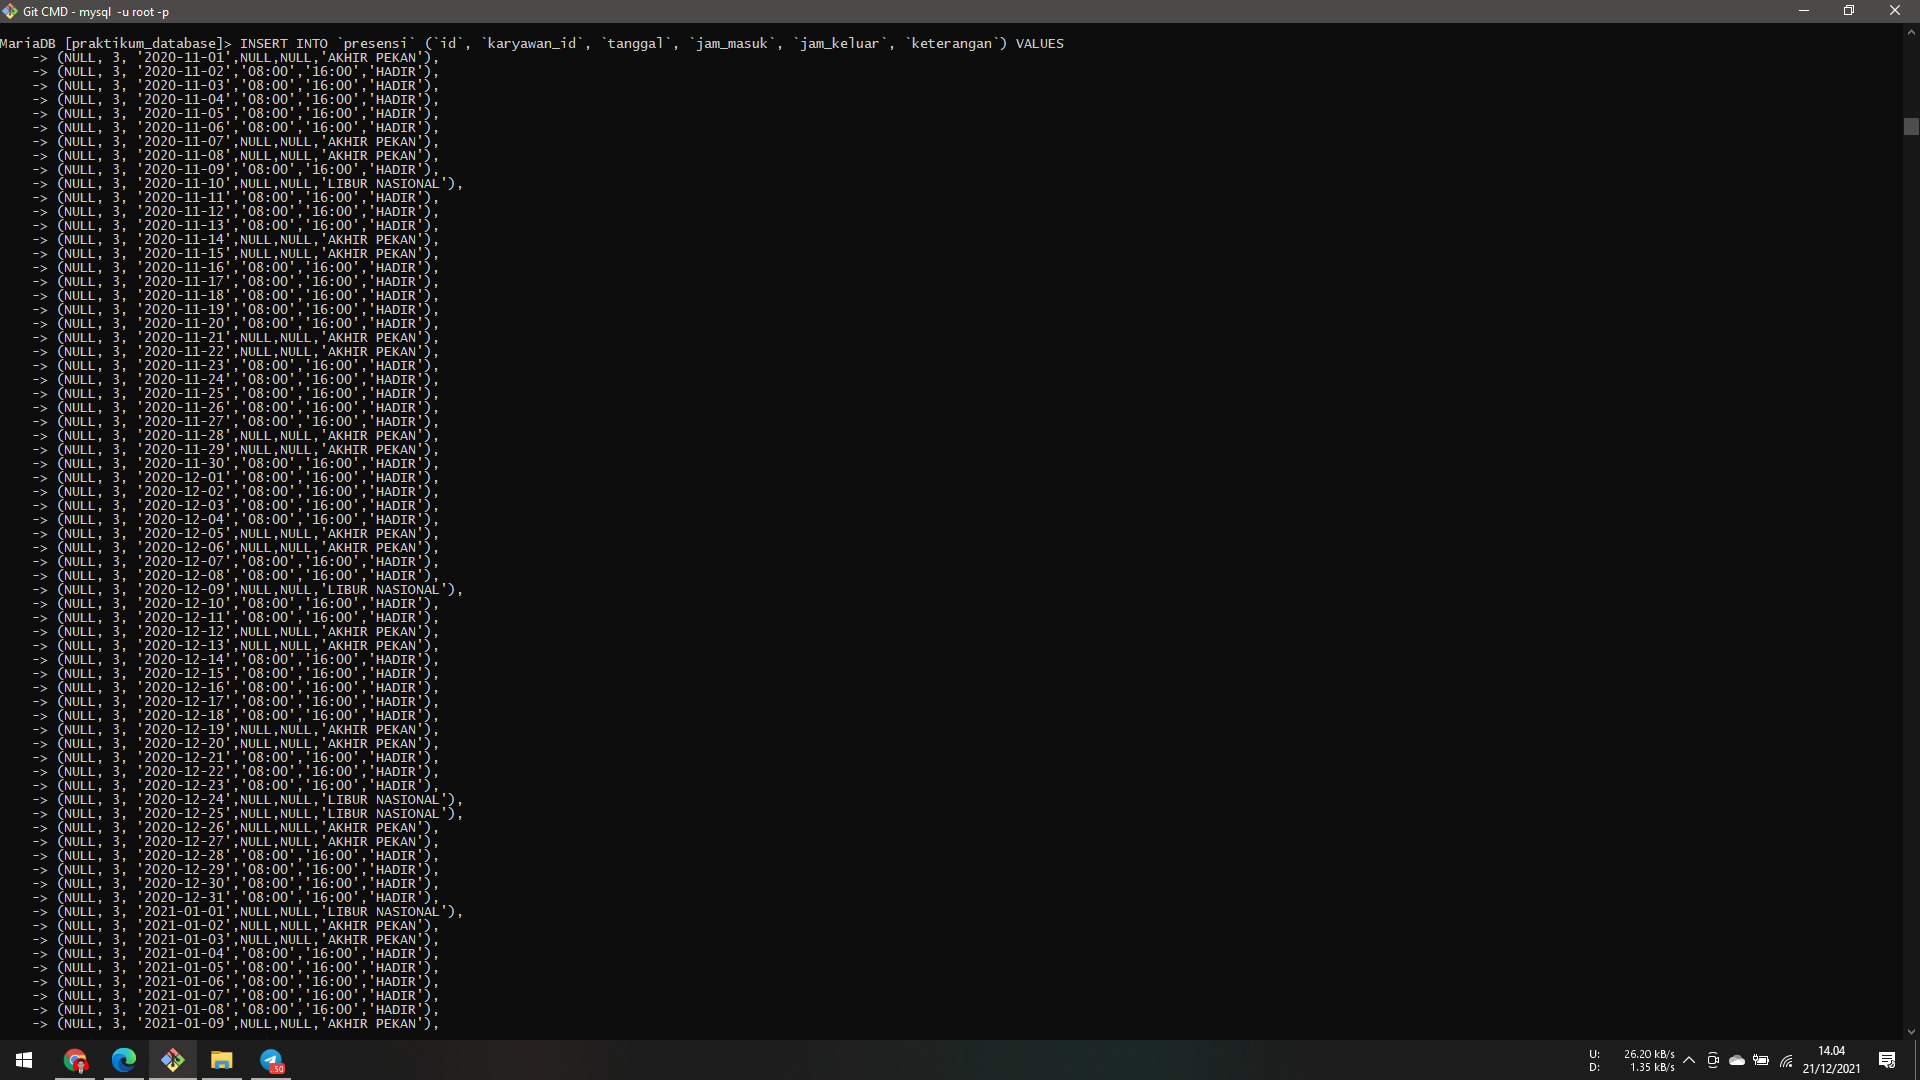 Git CMD - mysql -u root -p
MariaDB [praktikum_database]> INSERT INTO `presensi` (`id`, `karyawan_id`, `tanggal`, `jam_masuk`, `jam_keluar`, `keterangan`) VALUES
-> (NULL, 3, '2020-11-01',NULL,NULL,'AKHIR PEKAN'),
-> (NULL, 3, '2020-11-02','08:00','16:00','HADIR'),
-> (NULL, 3, '2020-11-03','08:00','16:00','HADIR'),
-> (NULL, 3, '2020-11-04','08:00','16:00','HADIR'),
-> (NULL, 3, '2020-11-05','08:00','16:00','HADIR'),
-> (NULL, 3, '2020-11-06','08:00','16:00','HADIR'),
-> (NULL, 3, '2020-11-07',NULL,NULL,'AKHIR PEKAN'),
-> (NULL, 3, '2020-11-08',NULL,NULL,'AKHIR PEKAN'),
-> (NULL, 3, '2020-11-09','08:00','16:00','HADIR'),
-> (NULL, 3, '2020-11-10',NULL,NULL,'LIBUR NASIONAL'),
-> (NULL, 3, '2020-11-11','08:00','16:00','HADIR'),
-> (NULL, 3, '2020-11-12','08:00','16:00','HADIR'),
-> (NULL, 3, '2020-11-13','08:00','16:00','HADIR'),
-> (NULL, 3, '2020-11-14',NULL,NULL,'AKHIR PEKAN'),
-> (NULL, 3, '2020-11-15',NULL,NULL,'AKHIR PEKAN'),
-> (NULL, 3, '2020-11-16','08:00','16:00','HADIR'),
-> (NULL, 3, '2020-11-17','08:00','16:00','HADIR'),
-> (NULL, 3, '2020-11-18','08:00','16:00','HADIR'),
-> (NULL, 3, '2020-11-19','08:00','16:00','HADIR'),
-> (NULL, 3, '2020-11-20','08:00','16:00','HADIR'),
-> (NULL, 3, '2020-11-21',NULL,NULL,'AKHIR PEKAN'),
-> (NULL, 3, '2020-11-22',NULL,NULL,'AKHIR PEKAN'),
-> (NULL, 3, '2020-11-23','08:00','16:00','HADIR'),
-> (NULL, 3, '2020-11-24','08:00','16:00','HADIR'),
-> (NULL, 3, '2020-11-25','08:00','16:00','HADIR'),
-> (NULL, 3, '2020-11-26','08:00','16:00','HADIR'),
-> (NULL, 3, '2020-11-27','08:00','16:00','HADIR'),
-> (NULL, 3, '2020-11-28',NULL,NULL,'AKHIR PEKAN'),
-> (NULL, 3, '2020-11-29',NULL,NULL,'AKHIR PEKAN'),
-> (NULL, 3, '2020-11-30','08:00','16:00','HADIR'),
-> (NULL, 3, '2020-12-01','08:00','16:00','HADIR'),
-> (NULL, 3, '2020-12-02','08:00','16:00','HADIR'),
-> (NULL, 3, '2020-12-03','08:00','16:00','HADIR'),
-> (NULL, 3, '2020-12-04','08:00','16:00','HADIR'),
-> (NULL, 3, '2020-12-05',NULL,NULL,'AKHIR PEKAN'),
-> (NULL, 3, '2020-12-06',NULL,NULL,'AKHIR PEKAN'),
-> (NULL, 3, '2020-12-07','08:00','16:00','HADIR'),
-> (NULL, 3, '2020-12-08','08:00','16:00','HADIR'),
-> (NULL, 3, '2020-12-09',NULL,NULL,'LIBUR NASIONAL'),
-> (NULL, 3, '2020-12-10','08:00','16:00','HADIR'),
-> (NULL, 3, '2020-12-11','08:00','16:00','HADIR'),
-> (NULL, 3, '2020-12-12',NULL,NULL,'AKHIR PEKAN'),
-> (NULL, 3, '2020-12-13',NULL,NULL,'AKHIR PEKAN'),
-> (NULL, 3, '2020-12-14','08:00','16:00','HADIR'),
-> (NULL, 3, '2020-12-15','08:00','16:00','HADIR'),
-> (NULL, 3, '2020-12-16','08:00','16:00','HADIR'),
-> (NULL, 3, '2020-12-17','08:00','16:00','HADIR'),
-> (NULL, 3, '2020-12-18','08:00','16:00','HADIR'),
-> (NULL, 3, '2020-12-19',NULL,NULL,'AKHIR PEKAN'),
-> (NULL, 3, '2020-12-20',NULL,NULL,'AKHIR PEKAN'),
-> (NULL, 3, '2020-12-21','08:00','16:00','HADIR'),
-> (NULL, 3, '2020-12-22','08:00','16:00','HADIR'),
-> (NULL, 3, '2020-12-23','08:00','16:00','HADIR'),
-> (NULL, 3, '2020-12-24',NULL,NULL,'LIBUR NASIONAL'),
-> (NULL, 3, '2020-12-25',NULL,NULL,'LIBUR NASIONAL'),
-> (NULL, 3, '2020-12-26',NULL,NULL,'AKHIR PEKAN'),
-> (NULL, 3, '2020-12-27',NULL,NULL,'AKHIR PEKAN'),
-> (NULL, 3, '2020-12-28','08:00','16:00','HADIR'),
-> (NULL, 3, '2020-12-29','08:00','16:00','HADIR'),
-> (NULL, 3, '2020-12-30','08:00','16:00','HADIR'),
-> (NULL, 3, '2020-12-31','08:00','16:00','HADIR'),
-> (NULL, 3, '2021-01-01',NULL,NULL,'LIBUR NASIONAL'),
-> (NULL, 3, '2021-01-02',NULL,NULL,'AKHIR PEKAN'),
-> (NULL, 3, '2021-01-03',NULL,NULL,'AKHIR PEKAN'),
-> (NULL, 3, '2021-01-04','08:00','16:00','HADIR'),
-> (NULL, 3, '2021-01-05','08:00','16:00','HADIR'),
-> (NULL, 3, '2021-01-06','08:00','16:00','HADIR'),
-> (NULL, 3, '2021-01-07','08:00','16:00','HADIR'),
-> (NULL, 3, '2021-01-08','08:00','16:00','HADIR'),
-> (NULL, 3, '2021-01-09',NULL,NULL,'AKHIR PEKAN'),
.50
U: 26.20 kB/s
D: 1.35 kB/s
14.04
21/12/2021